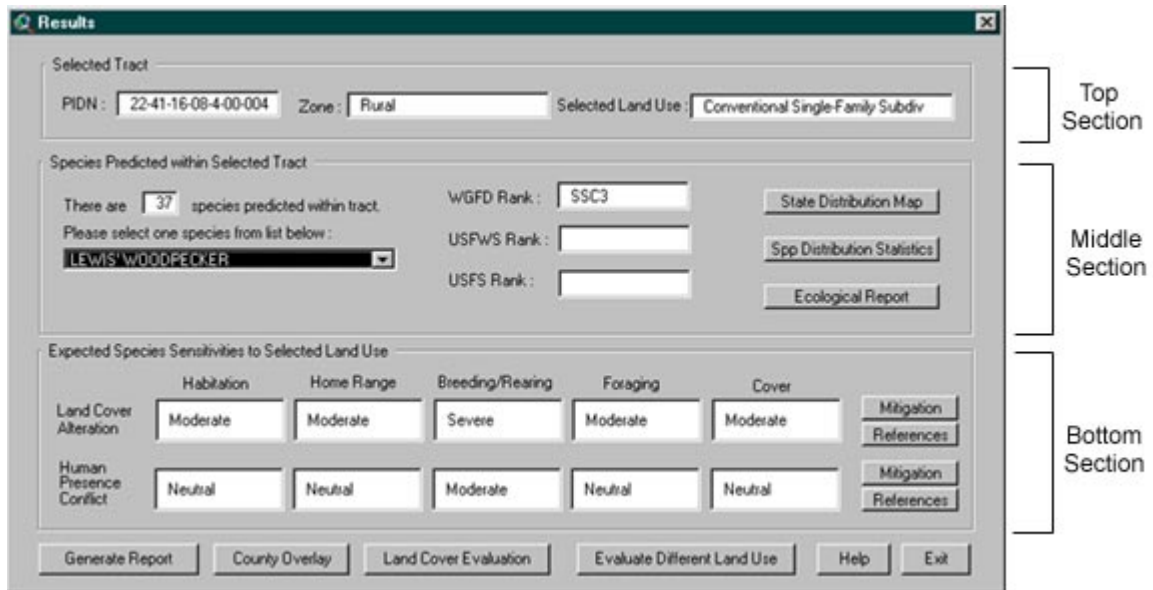 Results
Selected Tract
PIDN : 22-41-16-08-4-00-004 Zone : Rural Selected Land Use : Conventional Single-Family Subdiv
Top
Section
Species Predicted within Selected Tract
There are 37 species predicted within tract.
Please select one species from list below :
LEWIS' WOODPECKER
WGFD Rank : SSC3
USFWS Rank :
USFS Rank :
State Distribution Map
Spp Distribution Statistics
Ecological Report
Middle
Section
Expected Species Sensitivities to Selected Land Use
Habitation Home Range Breeding/Rearing Foraging Cover
Land Cover
Alteration
Moderate Moderate Severe Moderate Moderate
Mitigation
References
Human
Presence
Conflict
Neutral Neutral Moderate Neutral Neutral
Mitigation
References
Bottom
Section
Generate Report County Overlay Land Cover Evaluation Evaluate Different Land Use Help Exit